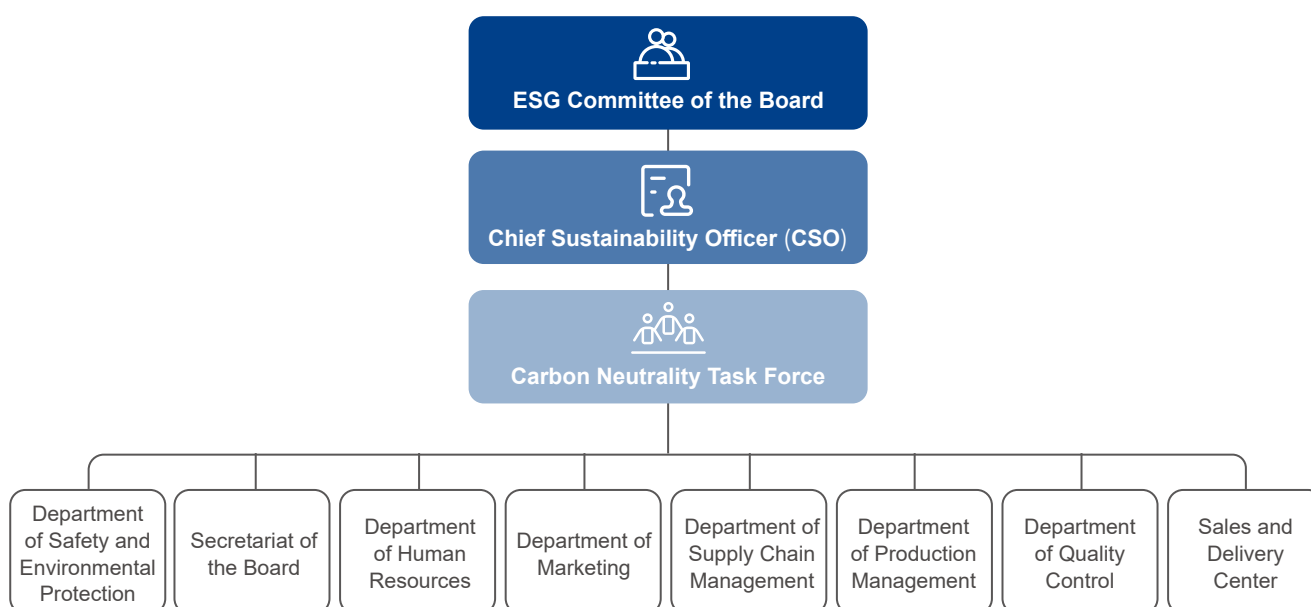 ESG Committee of the Board
Chief Sustainability Officer (CSO)
Carbon Neutrality Task Force
Department
of Safety and
Environmental
Protection
Secretariat of
the Board
Department
of Human
Resources
Department of
Marketing
Department of
Supply Chain
Management
Department
of Production
Management
Department
of Quality
Control
Sales and
Delivery
Center